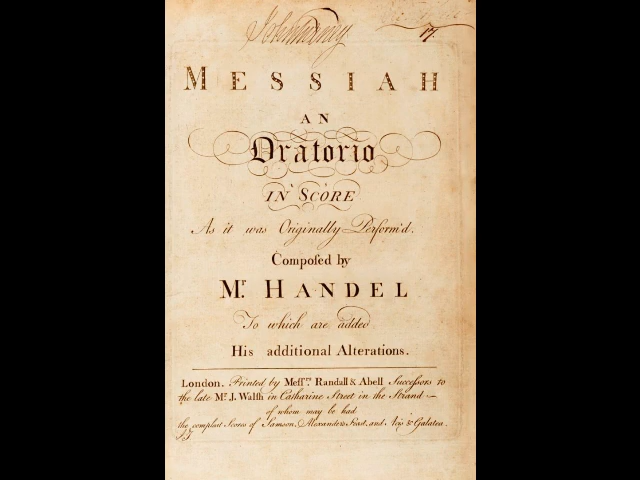 17
MESSIAH
AN
Oratorio
IN SCORE
As it was Originally Perform'd.
Compoſed by
Mr. HANDEL
To which are added
His additional Alterations.
London. Printed by Meſſrs. Randall & Abell Succeſsors to
the late Mr. J. Walſh in Catharine Street in the Strand
of whom may be had
the compleat Scores of Samson, Alexanders Feast, and Acis & Galatea.